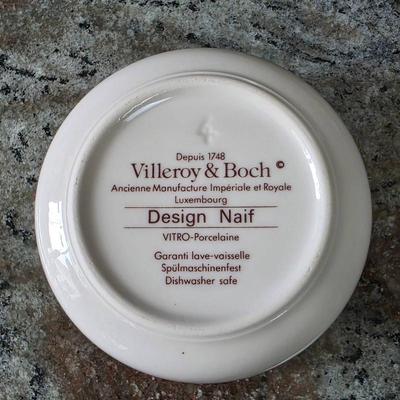 4
Depuis 1748
Villeroy & Boch ©
Ancienne Manufacture Impériale et Royale
Luxembourg
Design Naif
VITRO-Porcelaine
Garanti lave-vaisselle
Spülmaschinenfest
Dishwasher safe